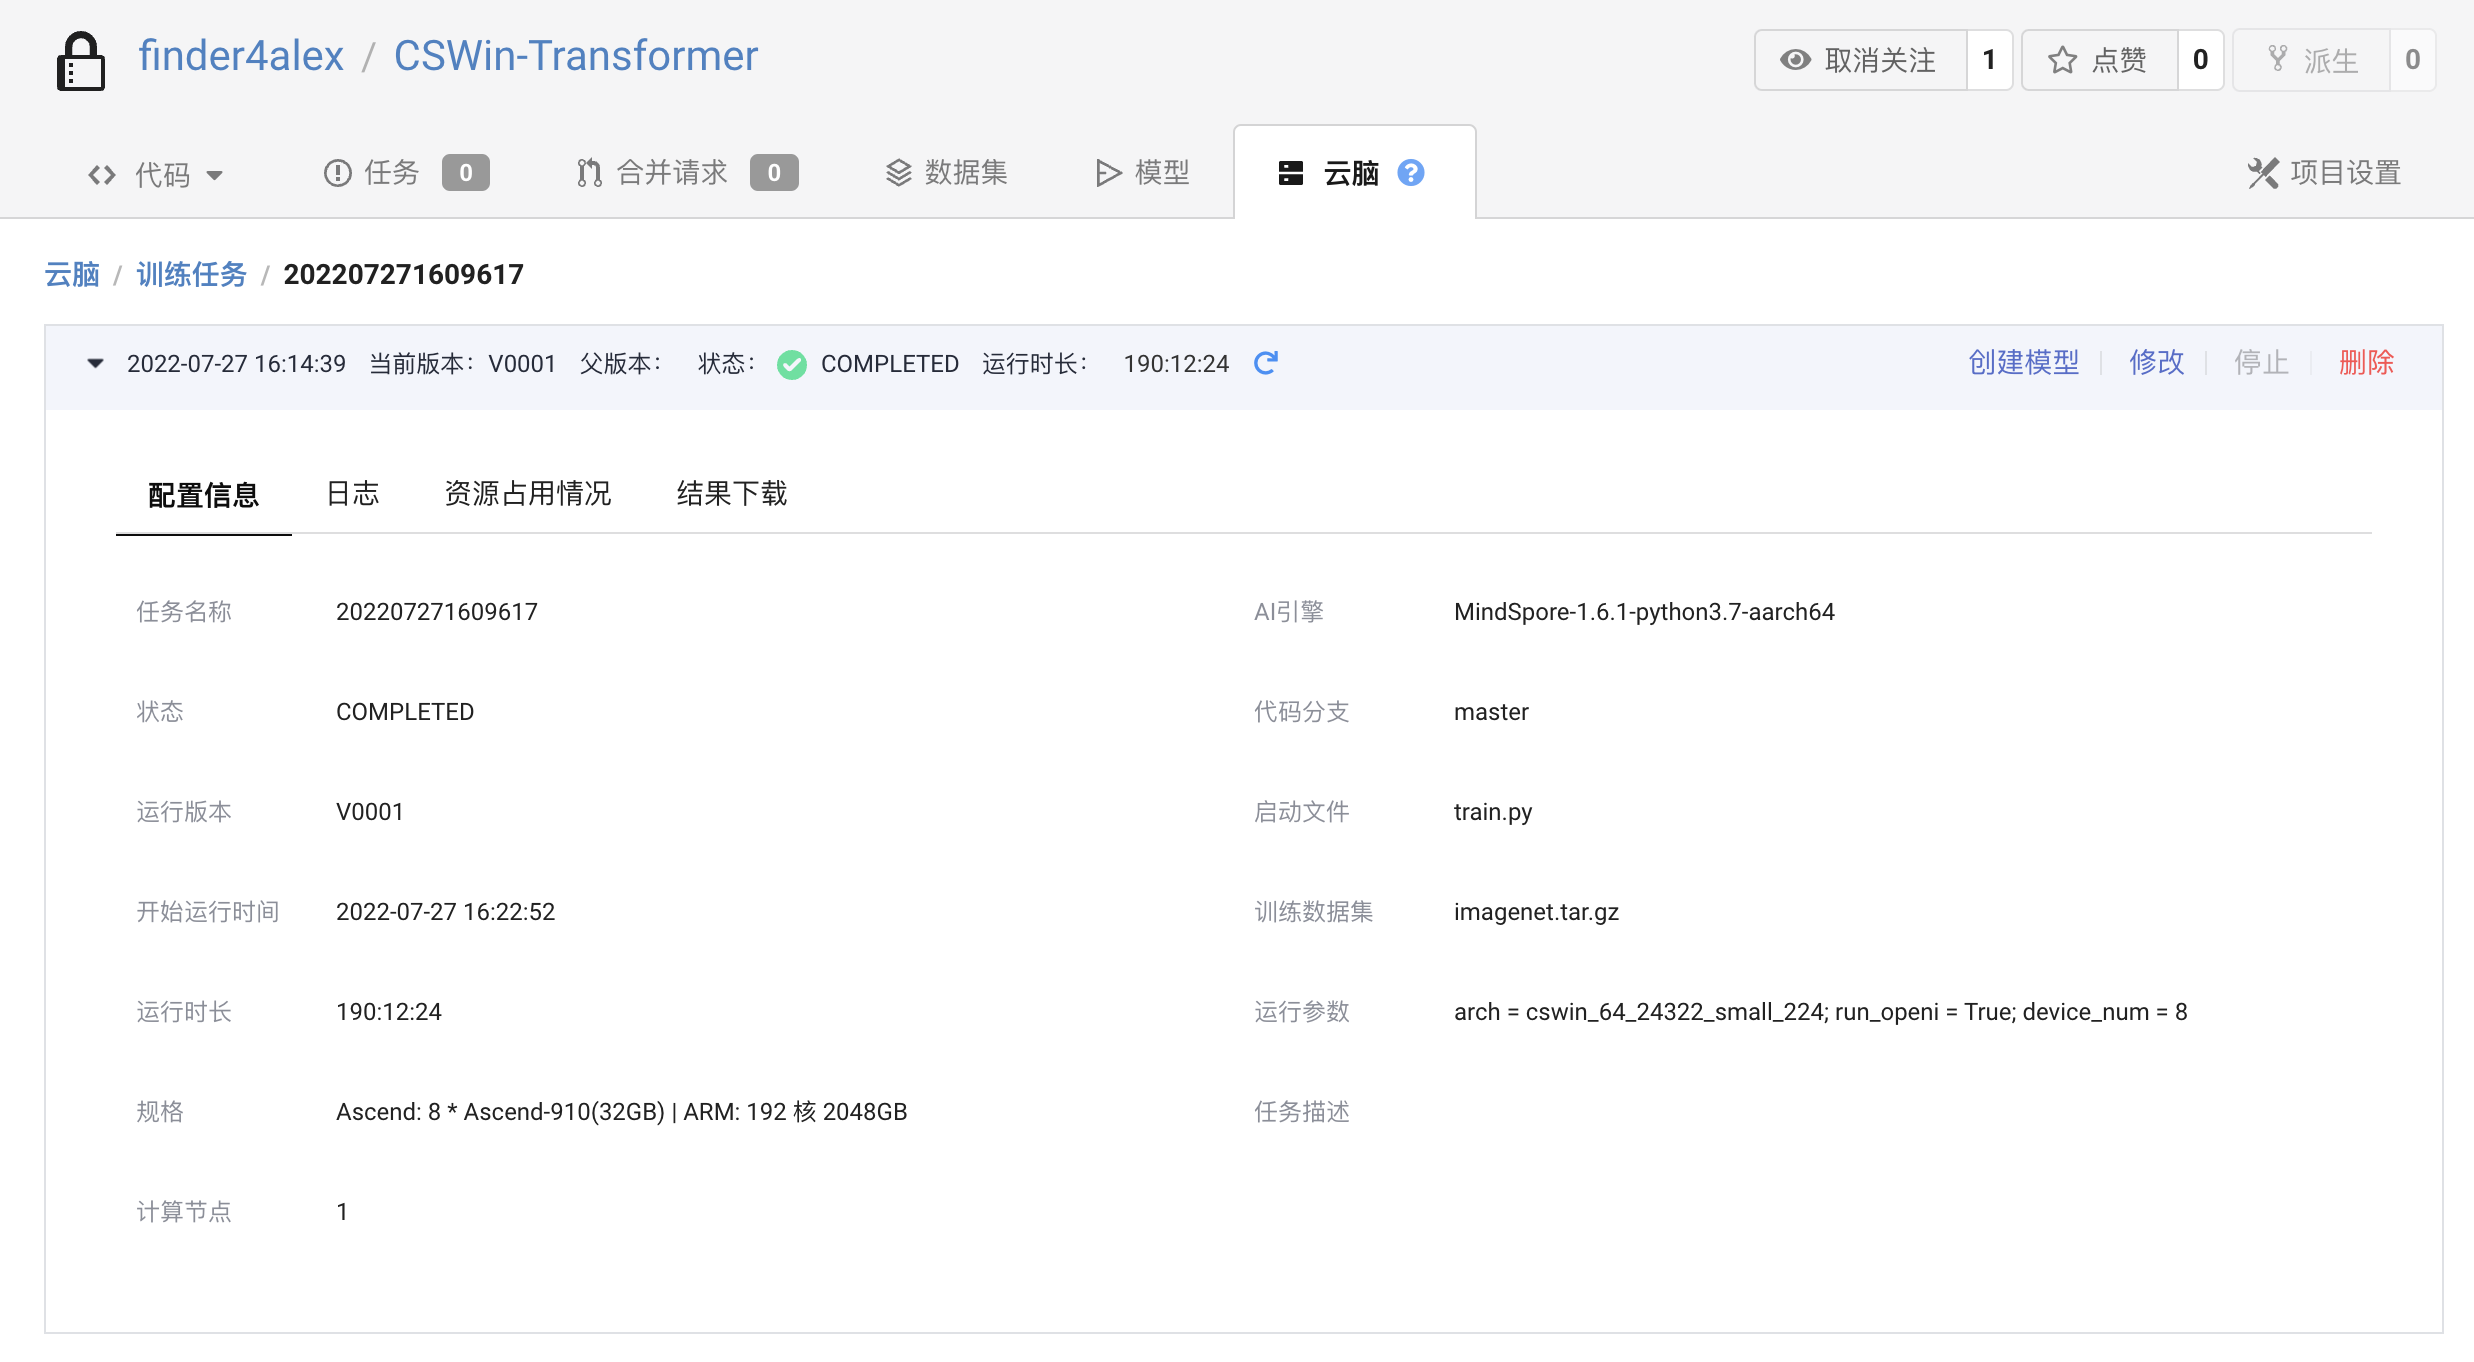 finder4alex / CSWin-Transformer
取消关注 1 点赞 0 派生 0
代码 任务 0 合并请求 0 数据集 模型 云脑 ? 项目设置
云脑 / 训练任务 / 202207271609617
2022-07-27 16:14:39 当前版本：V0001 父版本： 状态： COMPLETED 运行时长： 190:12:24 创建模型 修改 停止 删除
配置信息 日志 资源占用情况 结果下载
任务名称 202207271609617 AI引擎 MindSpore-1.6.1-python3.7-aarch64
状态 COMPLETED 代码分支 master
运行版本 V0001 启动文件 train.py
开始运行时间 2022-07-27 16:22:52 训练数据集 imagenet.tar.gz
运行时长 190:12:24 运行参数 arch = cswin_64_24322_small_224; run_openi = True; device_num = 8
规格 Ascend: 8 * Ascend-910(32GB) | ARM: 192 核 2048GB 任务描述
计算节点 1